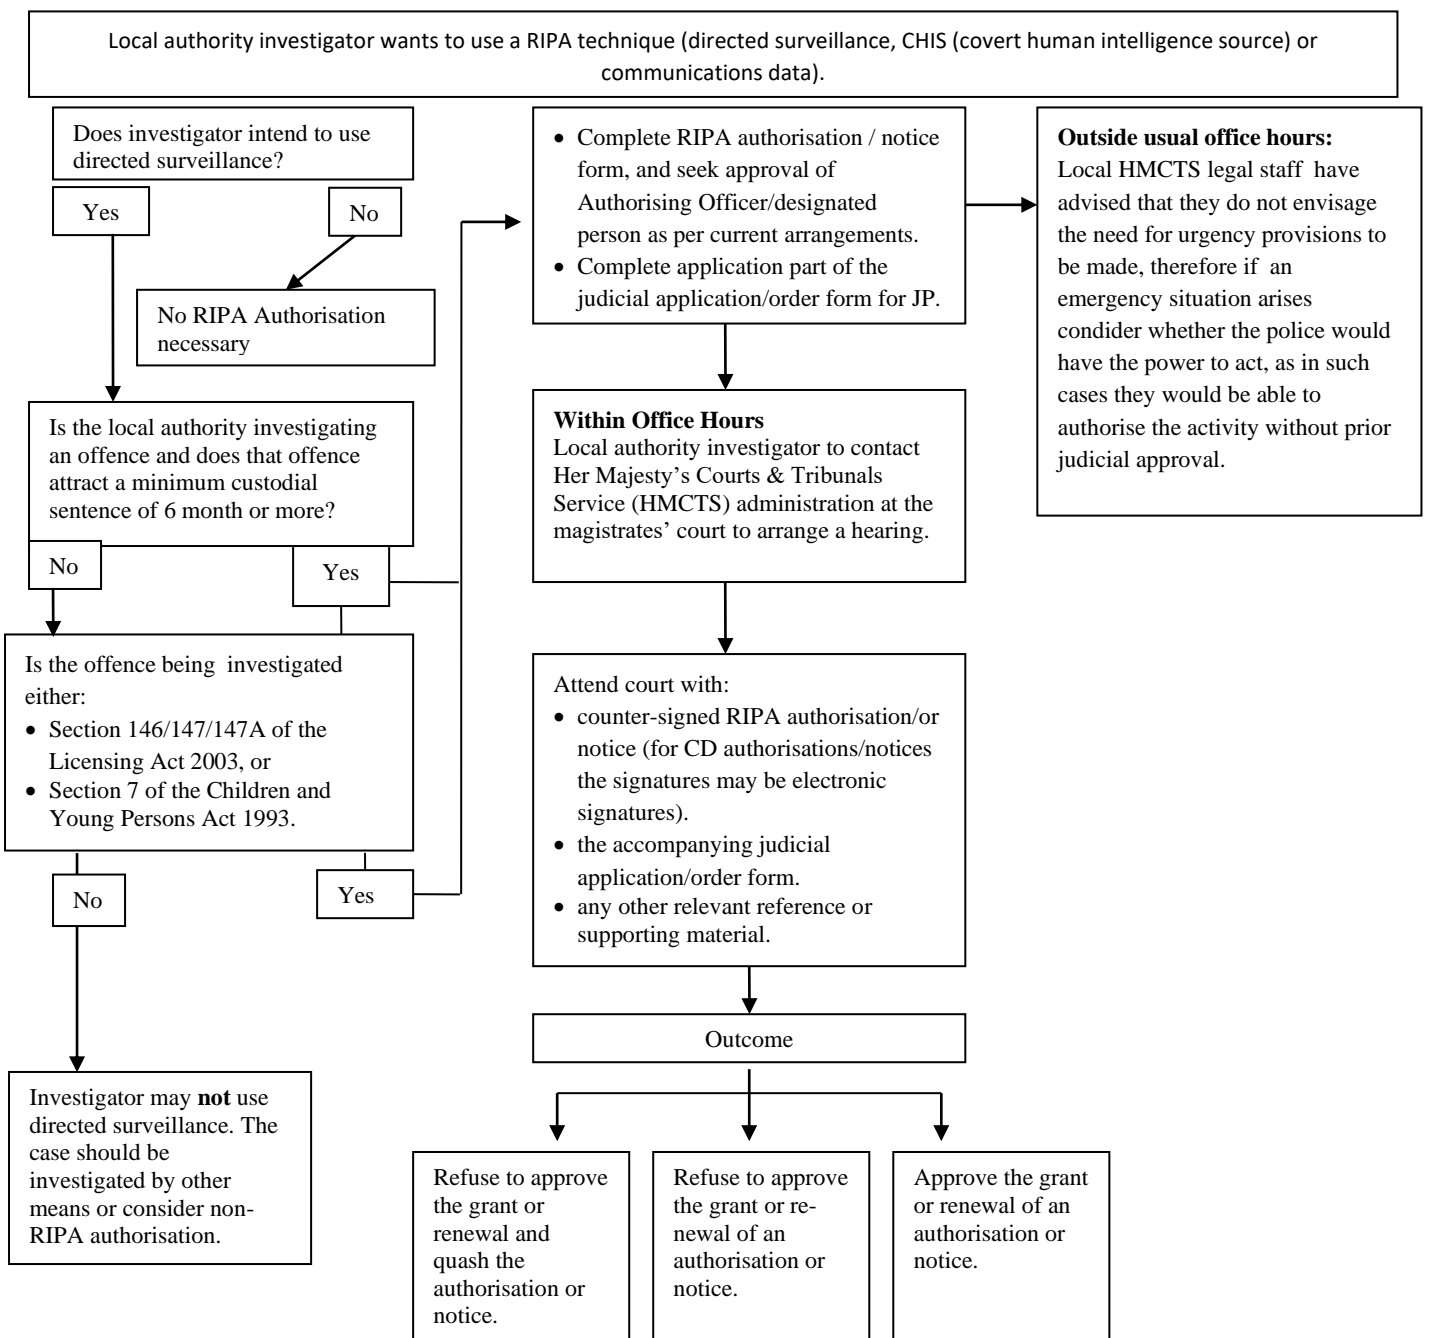 Local authority investigator wants to use a RIPA technique (directed surveillance, CHIS (covert human intelligence source) or
communications data).
Does investigator intend to use
directed surveillance?
Yes
No
No RIPA Authorisation
necessary
Is the local authority investigating
an offence and does that offence
attract a minimum custodial
sentence of 6 month or more?
No
Yes
Is the offence being investigated
either:
• Section 146/147/147A of the
Licensing Act 2003, or
• Section 7 of the Children and
Young Persons Act 1993.
No
Yes
Investigator may not use
directed surveillance. The
case should be
investigated by other
means or consider non-
RIPA authorisation.
• Complete RIPA authorisation / notice
form, and seek approval of
Authorising Officer/designated
person as per current arrangements.
• Complete application part of the
judicial application/order form for JP.
Within Office Hours
Local authority investigator to contact
Her Majesty’s Courts & Tribunals
Service (HMCTS) administration at the
magistrates’ court to arrange a hearing.
Attend court with:
• counter-signed RIPA authorisation/or
notice (for CD authorisations/notices
the signatures may be electronic
signatures).
• the accompanying judicial
application/order form.
• any other relevant reference or
supporting material.
Outcome
Refuse to approve
the grant or
renewal and
quash the
authorisation or
notice.
Refuse to approve
the grant or re-
newal of an
authorisation or
notice.
Approve the grant
or renewal of an
authorisation or
notice.
Outside usual office hours:
Local HMCTS legal staff have
advised that they do not envisage
the need for urgency provisions to
be made, therefore if an
emergency situation arises
condider whether the police would
have the power to act, as in such
cases they would be able to
authorise the activity without prior
judicial approval.